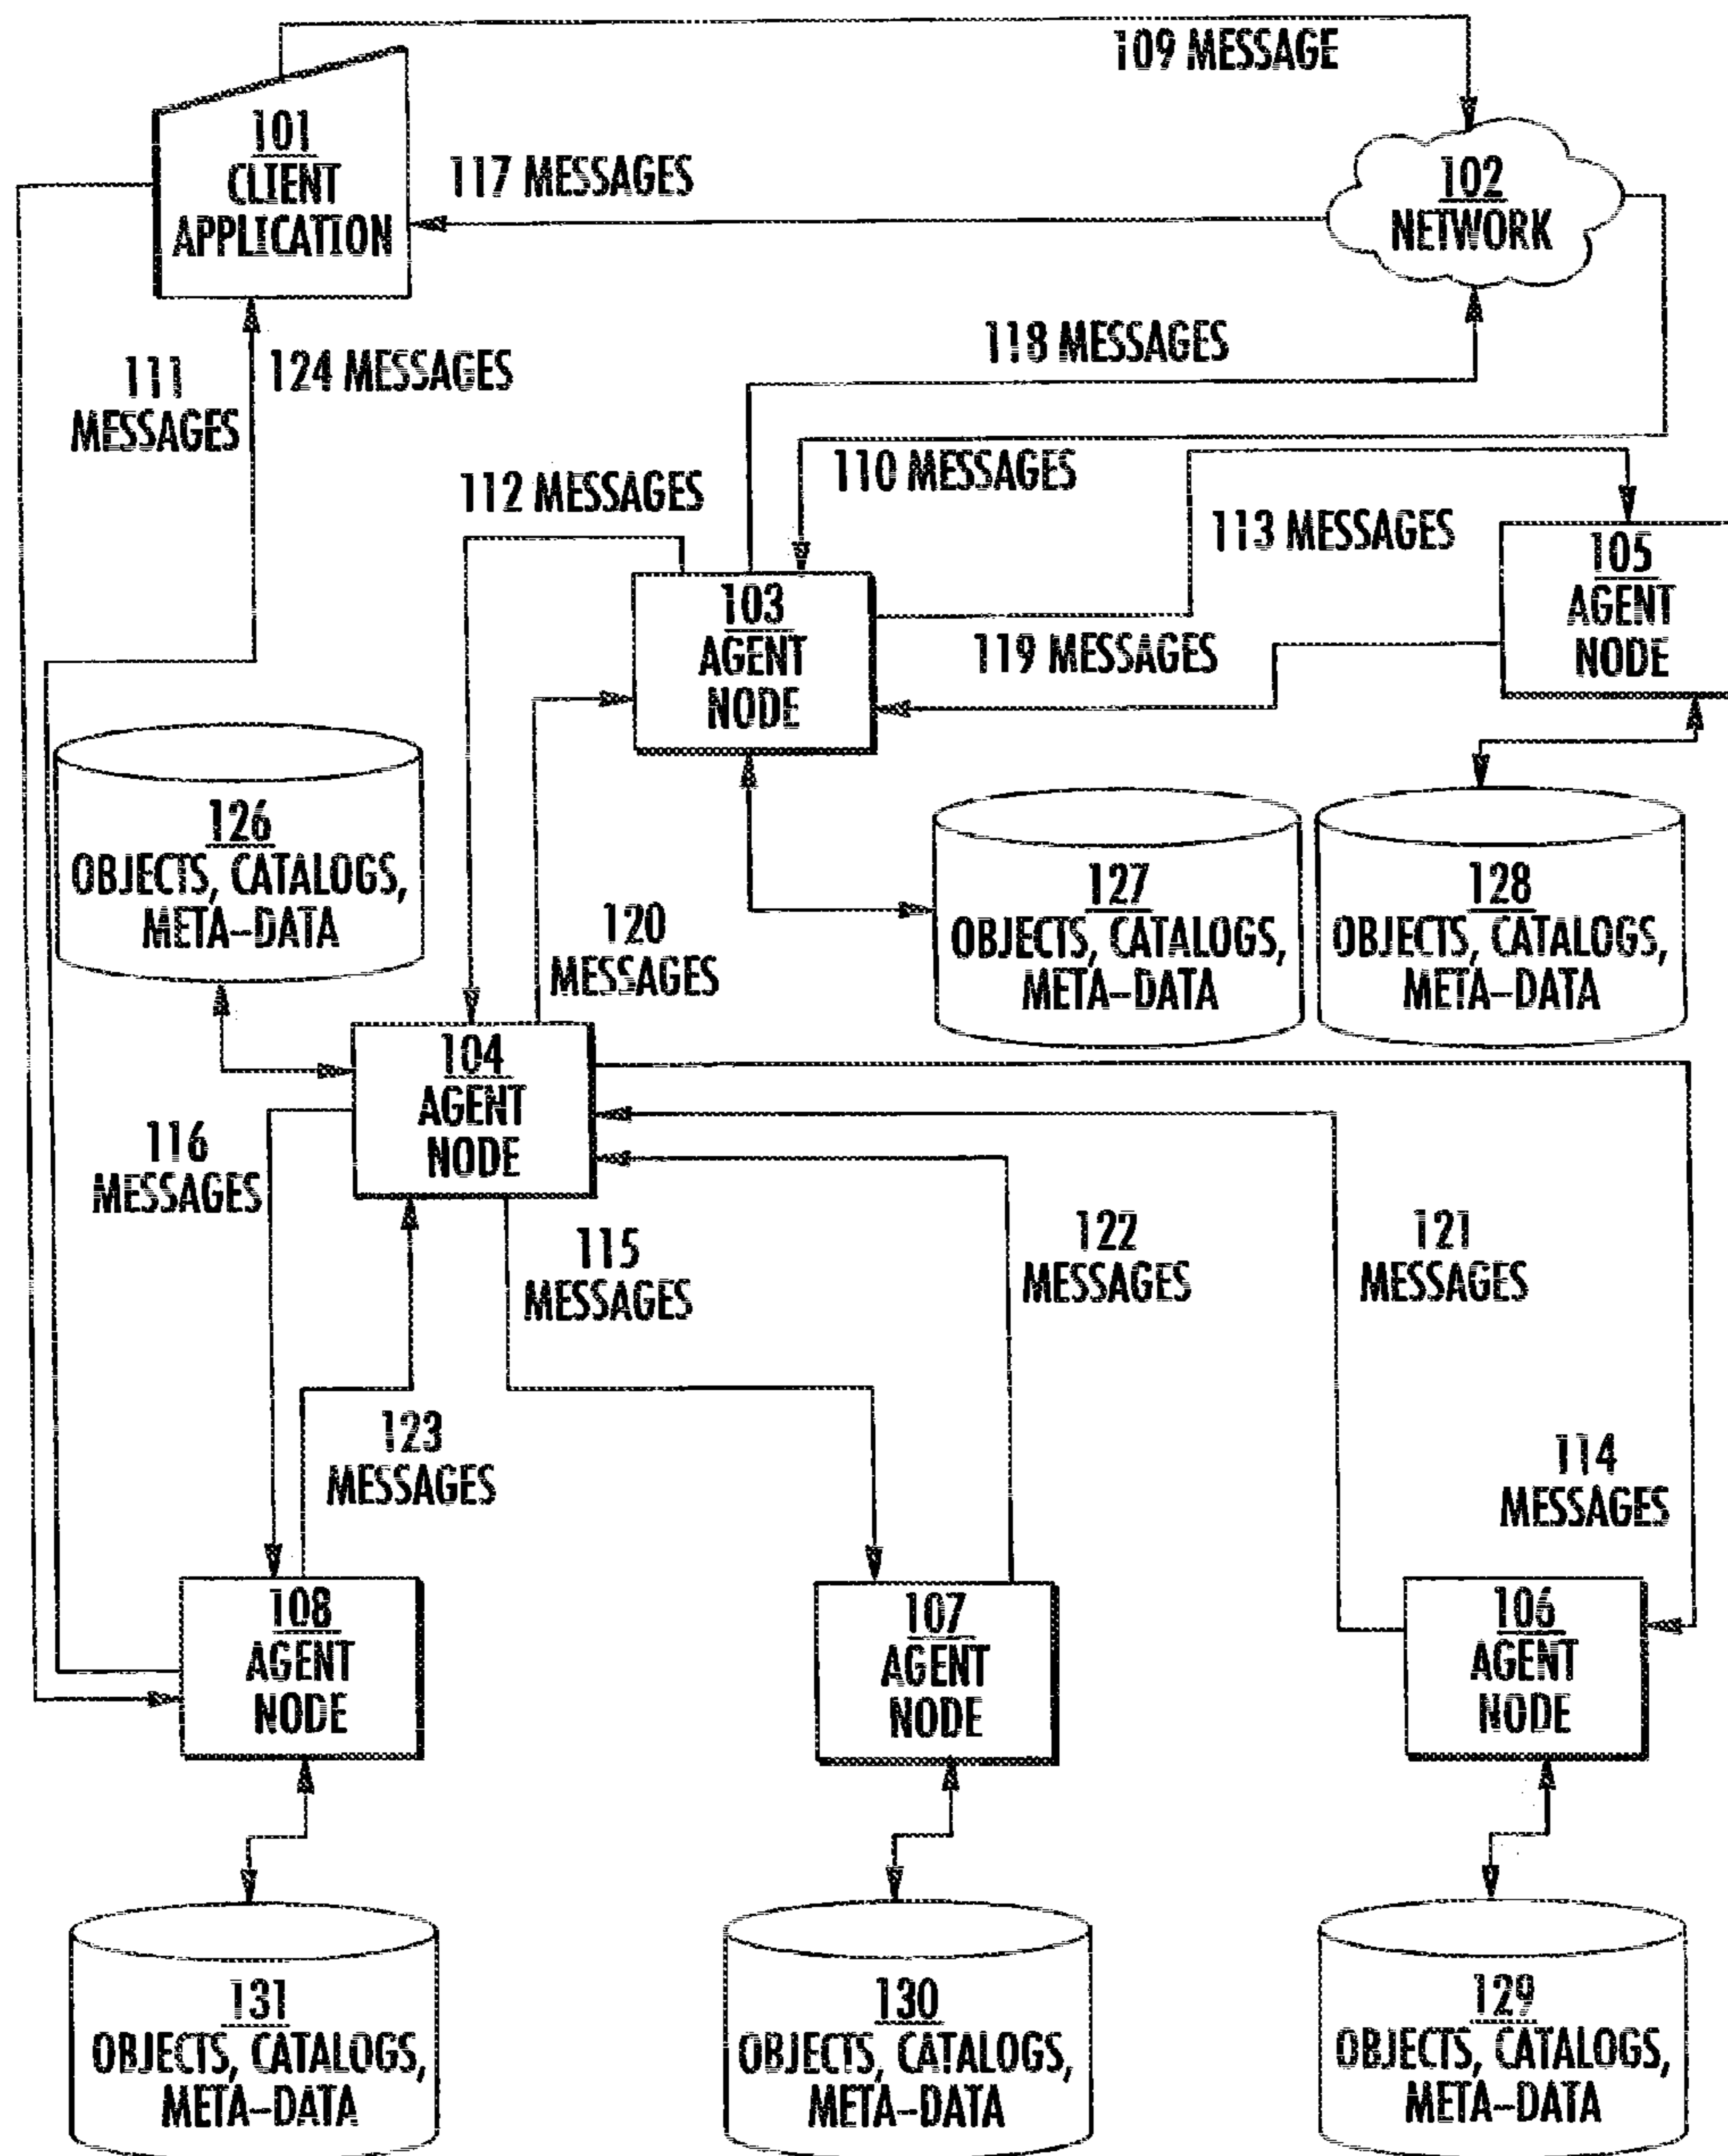 109 MESSAGE
101
CLIENT
APPLICATION
117 MESSAGES
102
NETWORK
111
MESSAGES
124 MESSAGES
118 MESSAGES
112 MESSAGES
110 MESSAGES
113 MESSAGES
103
AGENT
NODE
119 MESSAGES
105
AGENT
NODE
126
OBJECTS, CATALOGS,
META-DATA
120
MESSAGES
127
OBJECTS, CATALOGS,
META-DATA
128
OBJECTS, CATALOGS,
META-DATA
104
AGENT
NODE
116
MESSAGES
115
MESSAGES
122
MESSAGES
121
MESSAGES
123
MESSAGES
114
MESSAGES
108
AGENT
NODE
107
AGENT
NODE
106
AGENT
NODE
131
OBJECTS, CATALOGS,
META-DATA
130
OBJECTS, CATALOGS,
META-DATA
129
OBJECTS, CATALOGS,
META-DATA